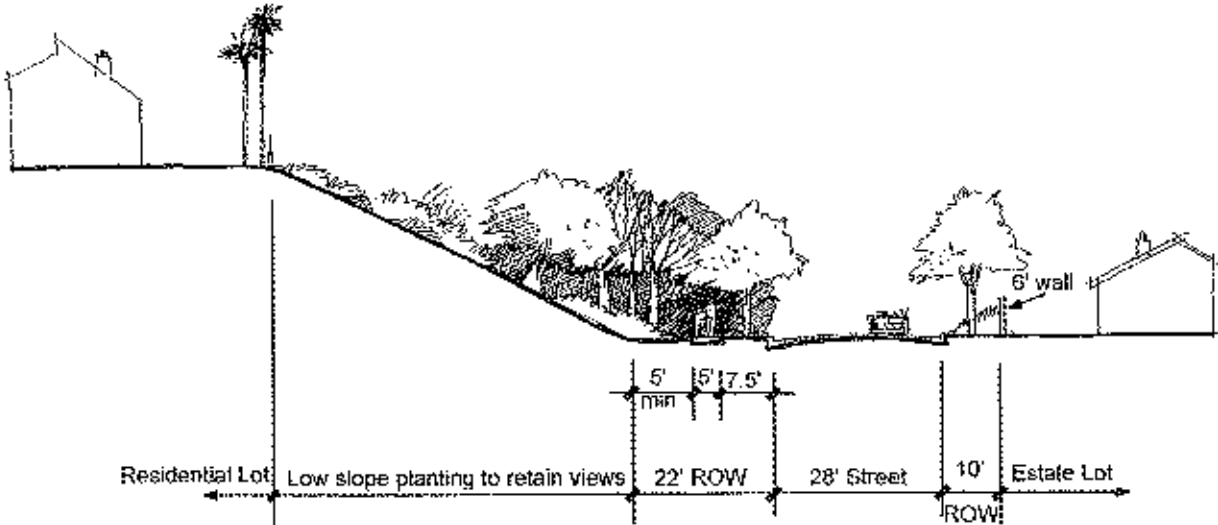 6' wall
5' 5' 7.5'
min
Residential Lot Low slope planting to retain views 22' ROW 28' Street 10' Estate Lot
ROW